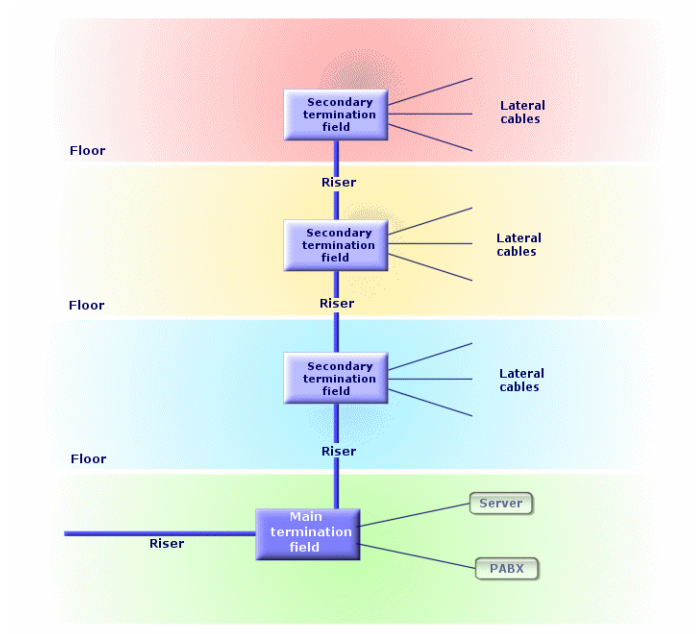 Secondary
termination
field
Lateral
cables
Floor
Riser
Secondary
termination
field
Lateral
cables
Floor
Riser
Secondary
termination
field
Lateral
cables
Floor
Riser
Main
termination
field
Server
Riser
PABX